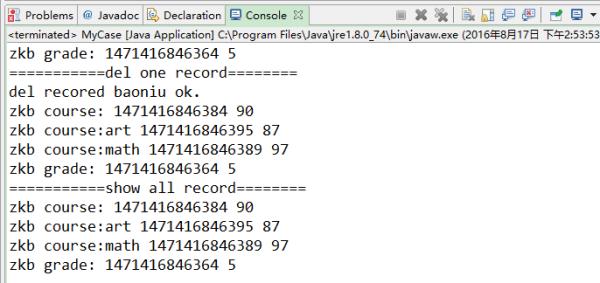 Problems @ Javadoc Declaration Console
<terminated> MyCase [Java Application] C:\Program Files\Java\jre1.8.0_74\bin\javaw.exe (2016年8月17日 下午2:53:53
zkb grade: 1471416846364 5
===========del one record========
del recored baoniu ok.
zkb course: 1471416846384 90
zkb course:art 1471416846395 87
zkb course:math 1471416846389 97
zkb grade: 1471416846364 5
===========show all record========
zkb course: 1471416846384 90
zkb course:art 1471416846395 87
zkb course:math 1471416846389 97
zkb grade: 1471416846364 5